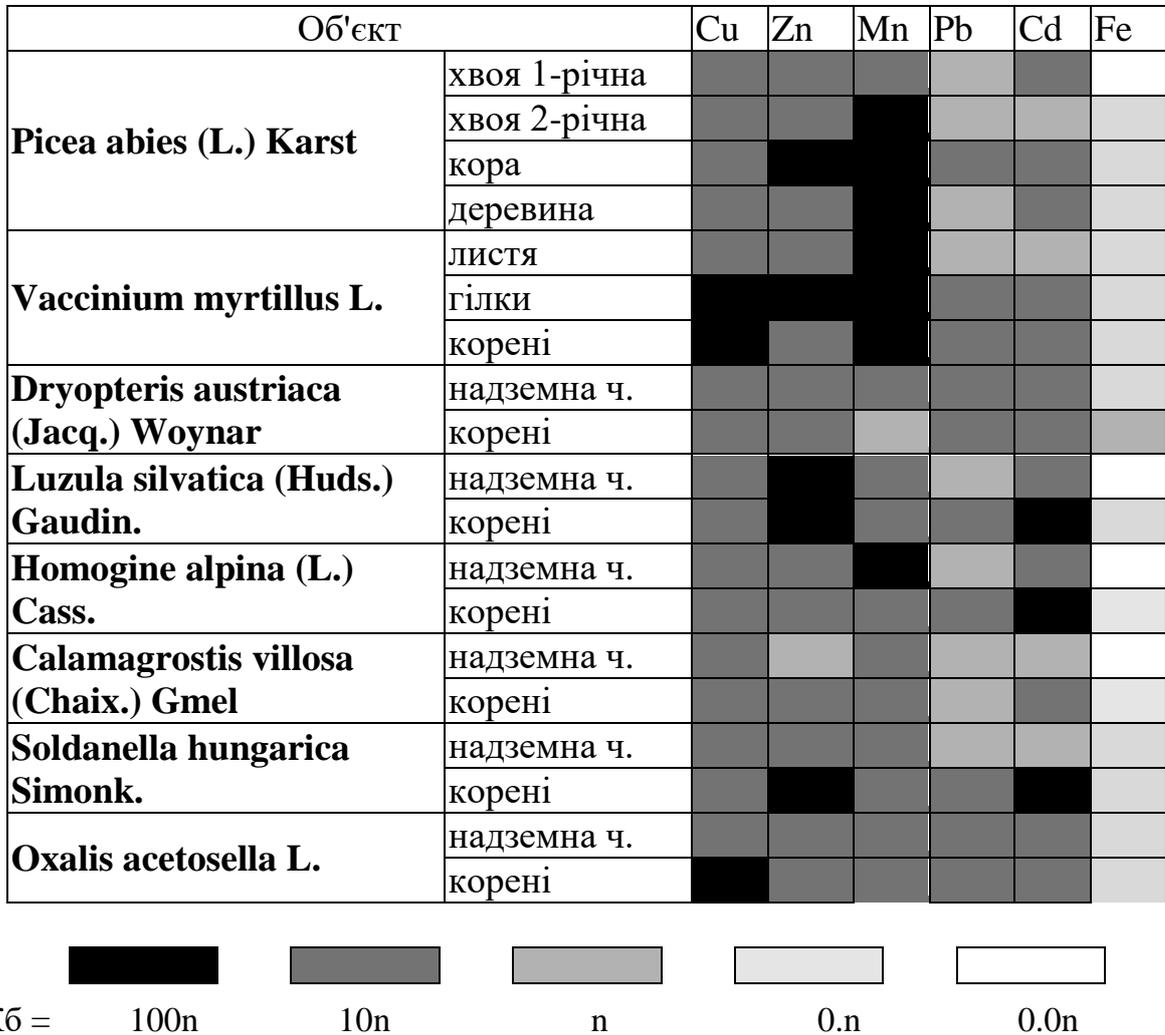 Об'єкт Cu Zn Mn Pb Cd Fe
Picea abies (L.) Karst
хвоя 1-річна
хвоя 2-річна
кора
деревина
Vaccinium myrtillus L.
листя
гілки
корені
Dryopteris austriaca
(Jacq.) Woynar
надземна ч.
корені
Luzula silvatica (Huds.)
Gaudin.
надземна ч.
корені
Homogine alpina (L.)
Cass.
надземна ч.
корені
Calamagrostis villosa
(Chaix.) Gmel
надземна ч.
корені
Soldanella hungarica
Simonk.
надземна ч.
корені
Oxalis acetosella L.
надземна ч.
корені
= 100n 10n n 0.n 0.0n